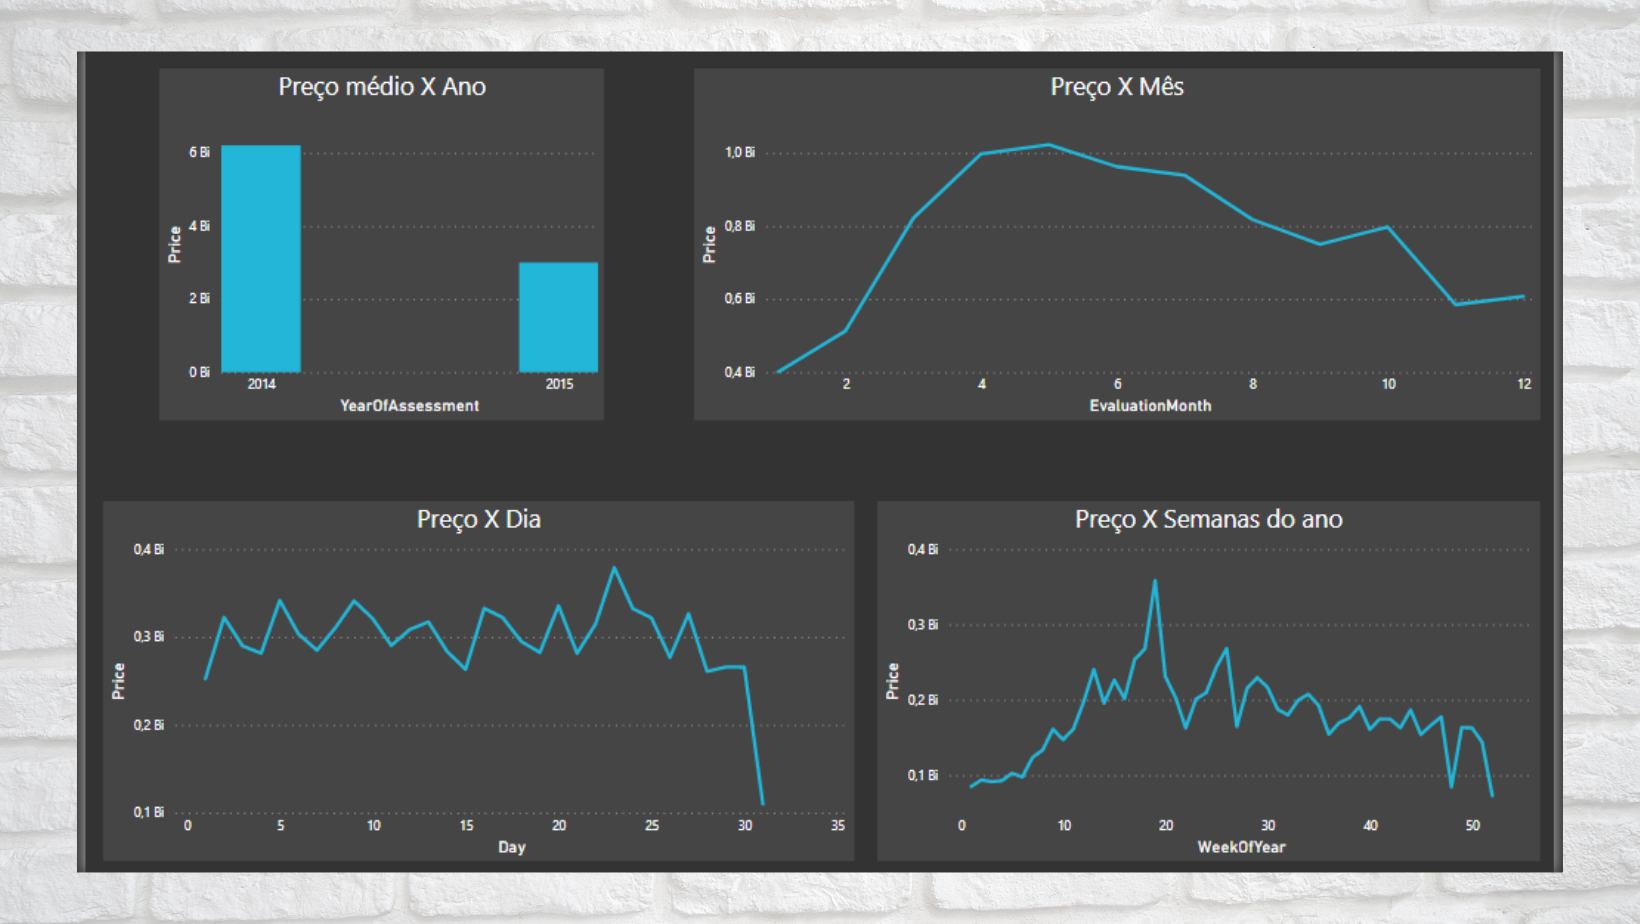 Preço médio X Ano
6 Bi
4 Bi
2 Bi
0 Bi
Price
2014 2015
YearOfAssessment
Preço X Mês
1,0 Bi
0,8 Bi
0,6 Bi
0,4 Bi
Price
2 4 6 8 10 12
EvaluationMonth
Preço X Dia
0,4 Bi
0,3 Bi
0,2 Bi
0,1 Bi
Price
0 5 10 15 20 25 30 35
Day
Preço X Semanas do ano
0,4 Bi
0,3 Bi
0,2 Bi
0,1 Bi
Price
0 10 20 30 40 50
WeekOfYear